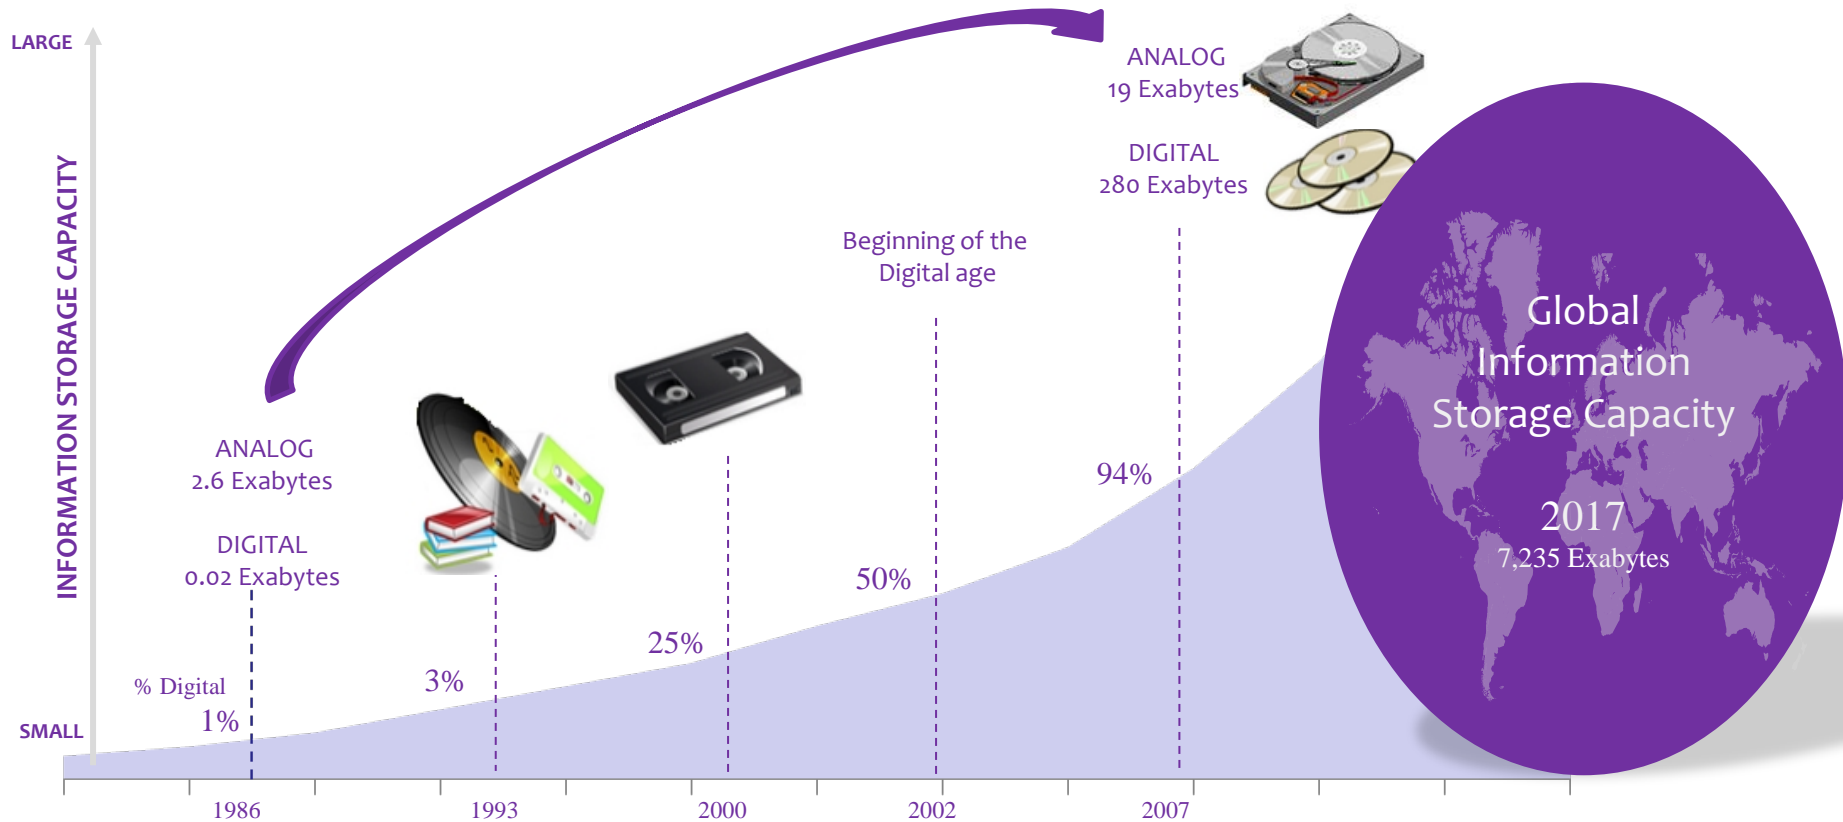 LARGE
INFORMATION STORAGE CAPACITY
SMALL
ANALOG
2.6 Exabytes
DIGITAL
0.02 Exabytes
% Digital
1%
3%
25%
50%
94%
Beginning of the
Digital age
ANALOG
19 Exabytes
DIGITAL
280 Exabytes
Global
Information
Storage Capacity
2017
7,235 Exabytes
1986
1993
2000
2002
2007